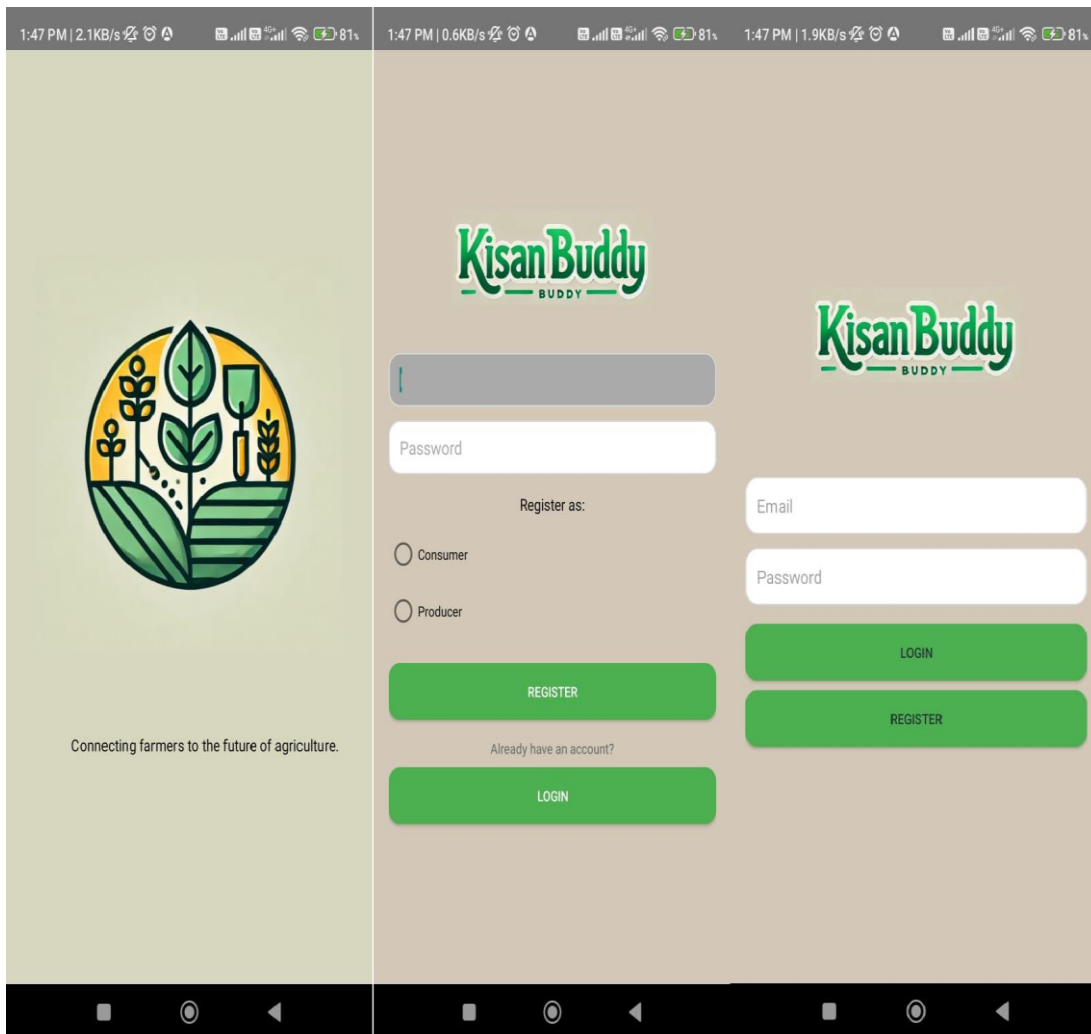 1:47 PM | 2.1KB/s
81%
Connecting farmers to the future of agriculture.
1:47 PM | 0.6KB/s
4G+
81%
Kisan Buddy
BUDDY
Password
Register as:
Consumer
Producer
REGISTER
Already have an account?
LOGIN
1:47 PM | 1.9KB/s
4G+
81%
Kisan Buddy
BUDDY
Email
Password
LOGIN
REGISTER